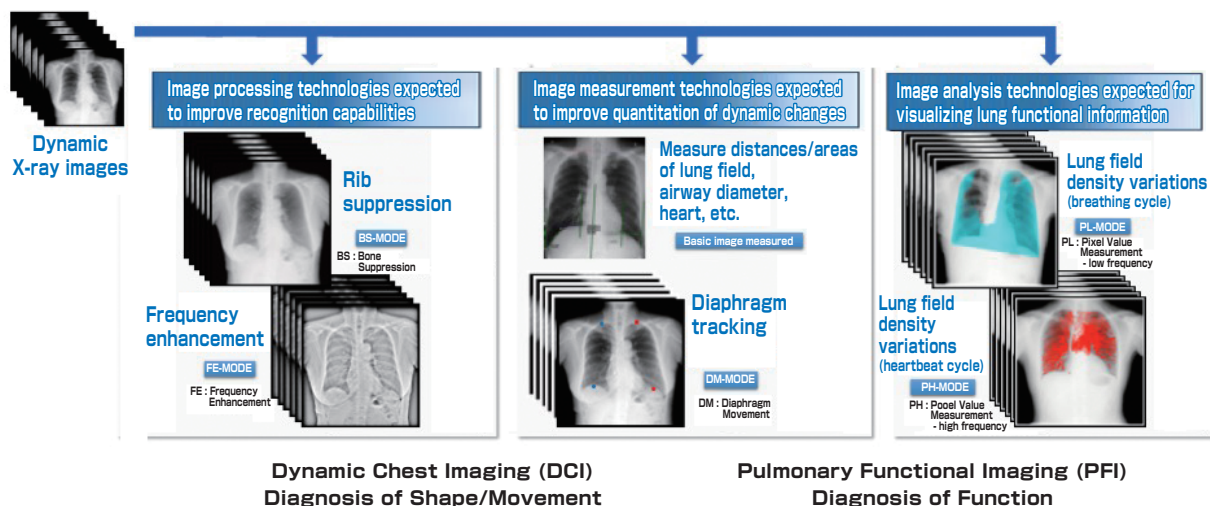 Dynamic
X-ray images
Image processing technologies expected
to improve recognition capabilities
Rib
suppression
BS-MODE
BS : Bone
Suppression
Frequency
enhancement
FE-MODE
FE : Frequency
Enhancement
Image measurement technologies expected
to improve quantitation of dynamic changes
Measure distances/areas
of lung field,
airway diameter,
heart, etc.
Basic image measured
Diaphragm
tracking
DM-MODE
DM : Diaphragm
Movement
Image analysis technologies expected for
visualizing lung functional information
Lung field
density variations
(breathing cycle)
PL-MODE
PL : Pixel Value
Measurement
- low frequency
Lung field
density
variations
(heartbeat cycle)
PH-MODE
PH : Pooel Value
Measurement
- high frequency
Dynamic Chest Imaging (DCI)
Diagnosis of Shape/Movement
Pulmonary Functional Imaging (PFI)
Diagnosis of Function